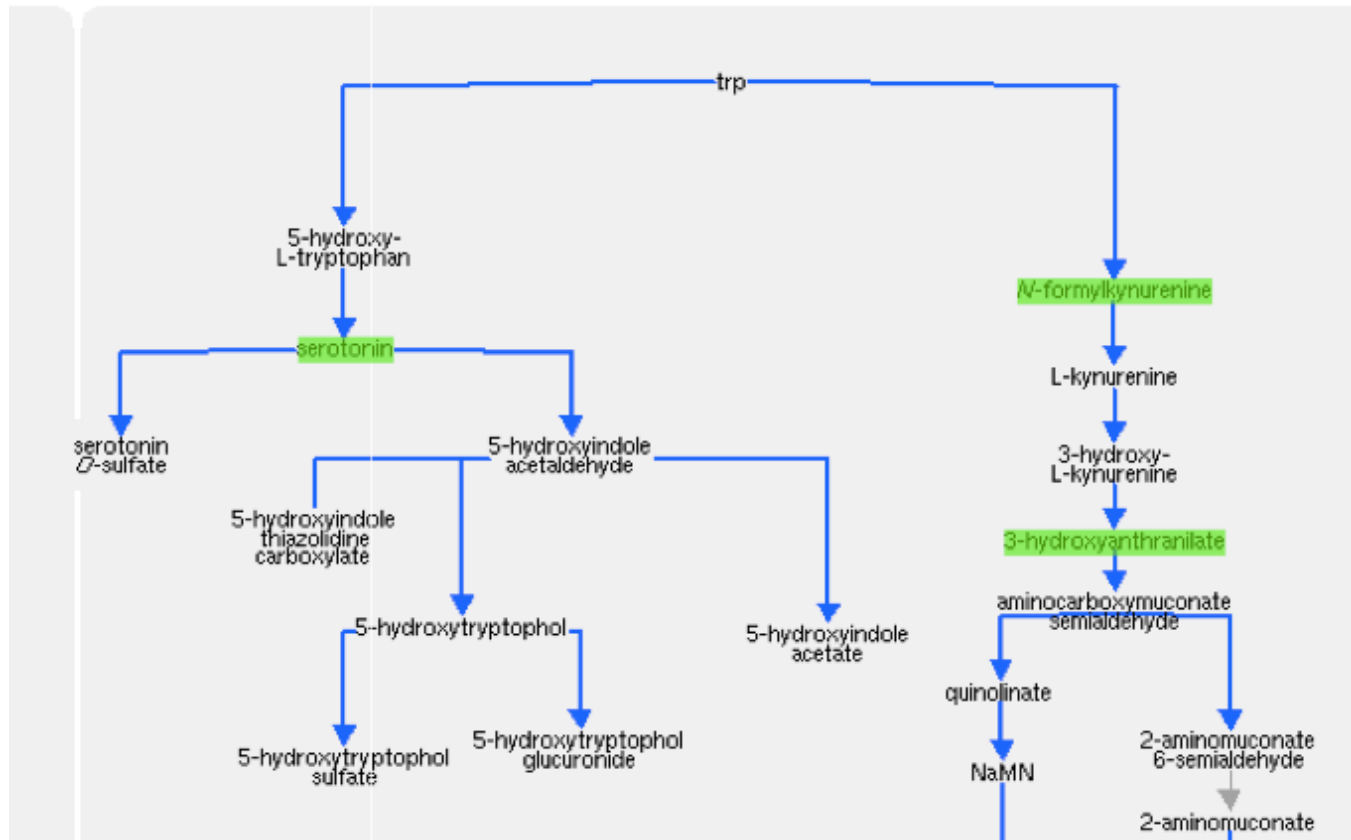 trp
5-hydroxy-
L-tryptophan
N-formylkynurenine
serotonin
L-kynurenine
serotonin
O-sulfate
5-hydroxyindole
acetaldehyde
3-hydroxy-
L-kynurenine
5-hydroxyindole
thiazolidine
carboxylate
3-hydroxyanthranilate
aminocarboxymuconate
semialdehyde
5-hydroxytryptophol
5-hydroxyindole
acetate
quinolinate
5-hydroxytryptophol
sulfate
5-hydroxytryptophol
glucuronide
2-aminomuconate
6-semialdehyde
NaMN
2-aminomuconate